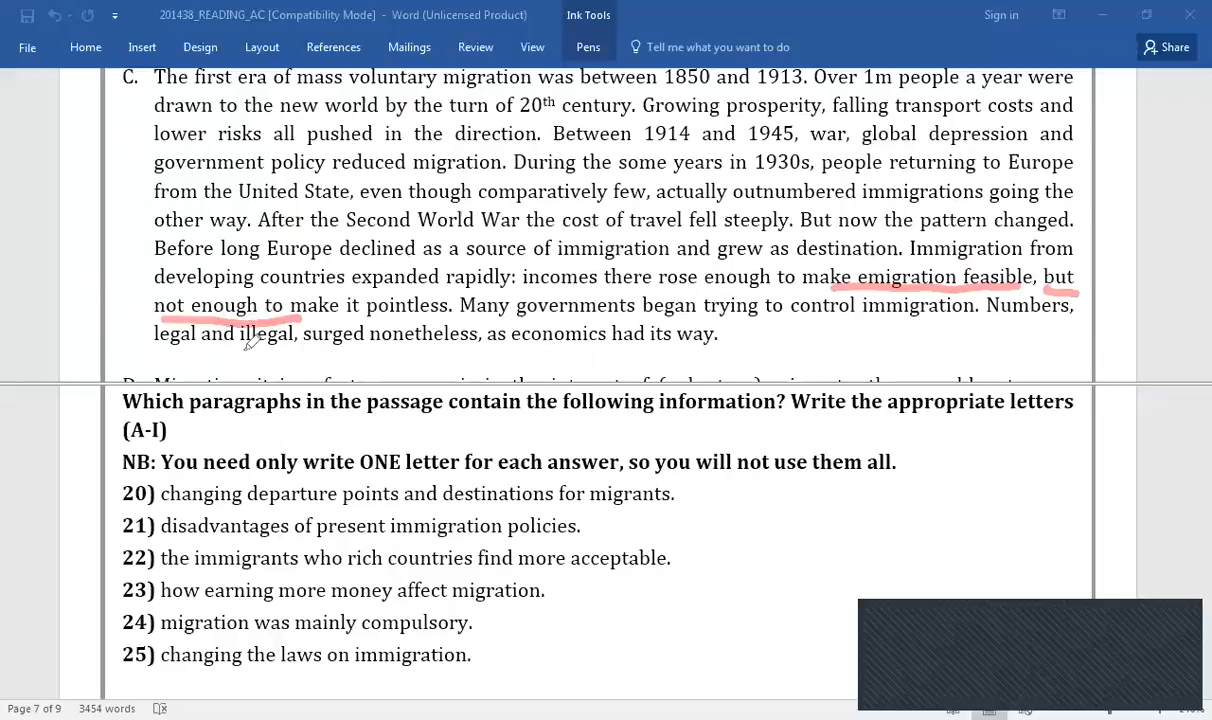 201438_READING_AC [Compatibility Mode] - Word (Unlicensed Product)
Ink Tools
Sign in
File Home Insert Design Layout References Mailings Review View Pens Tell me what you want to do Share
C. The first era of mass voluntary migration was between 1850 and 1913. Over 1m people a year were
drawn to the new world by the turn of 20th century. Growing prosperity, falling transport costs and
lower risks all pushed in the direction. Between 1914 and 1945, war, global depression and
government policy reduced migration. During the some years in 1930s, people returning to Europe
from the United State, even though comparatively few, actually outnumbered immigrations going the
other way. After the Second World War the cost of travel fell steeply. But now the pattern changed.
Before long Europe declined as a source of immigration and grew as destination. Immigration from
developing countries expanded rapidly: incomes there rose enough to make emigration feasible, but
not enough to make it pointless. Many governments began trying to control immigration. Numbers,
legal and illegal, surged nonetheless, as economics had its way.
Which paragraphs in the passage contain the following information? Write the appropriate letters
(A-I)
NB: You need only write ONE letter for each answer, so you will not use them all.
20) changing departure points and destinations for migrants.
21) disadvantages of present immigration policies.
22) the immigrants who rich countries find more acceptable.
23) how earning more money affect migration.
24) migration was mainly compulsory.
25) changing the laws on immigration.
Page 7 of 9 3454 words